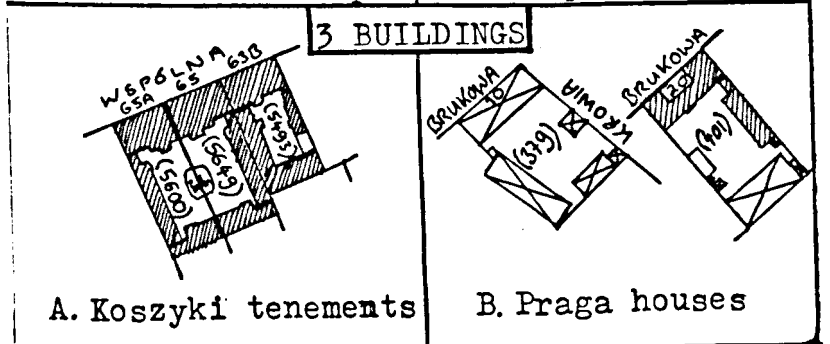 3 BUILDINGS
WSPÓLNA
65A 65 63B
(5600)
(5649)
(5493)
BRUKOWA
10
KROWIA
(379)
BRUKOWA
20
(401)
A. Koszyki tenements
B. Praga houses